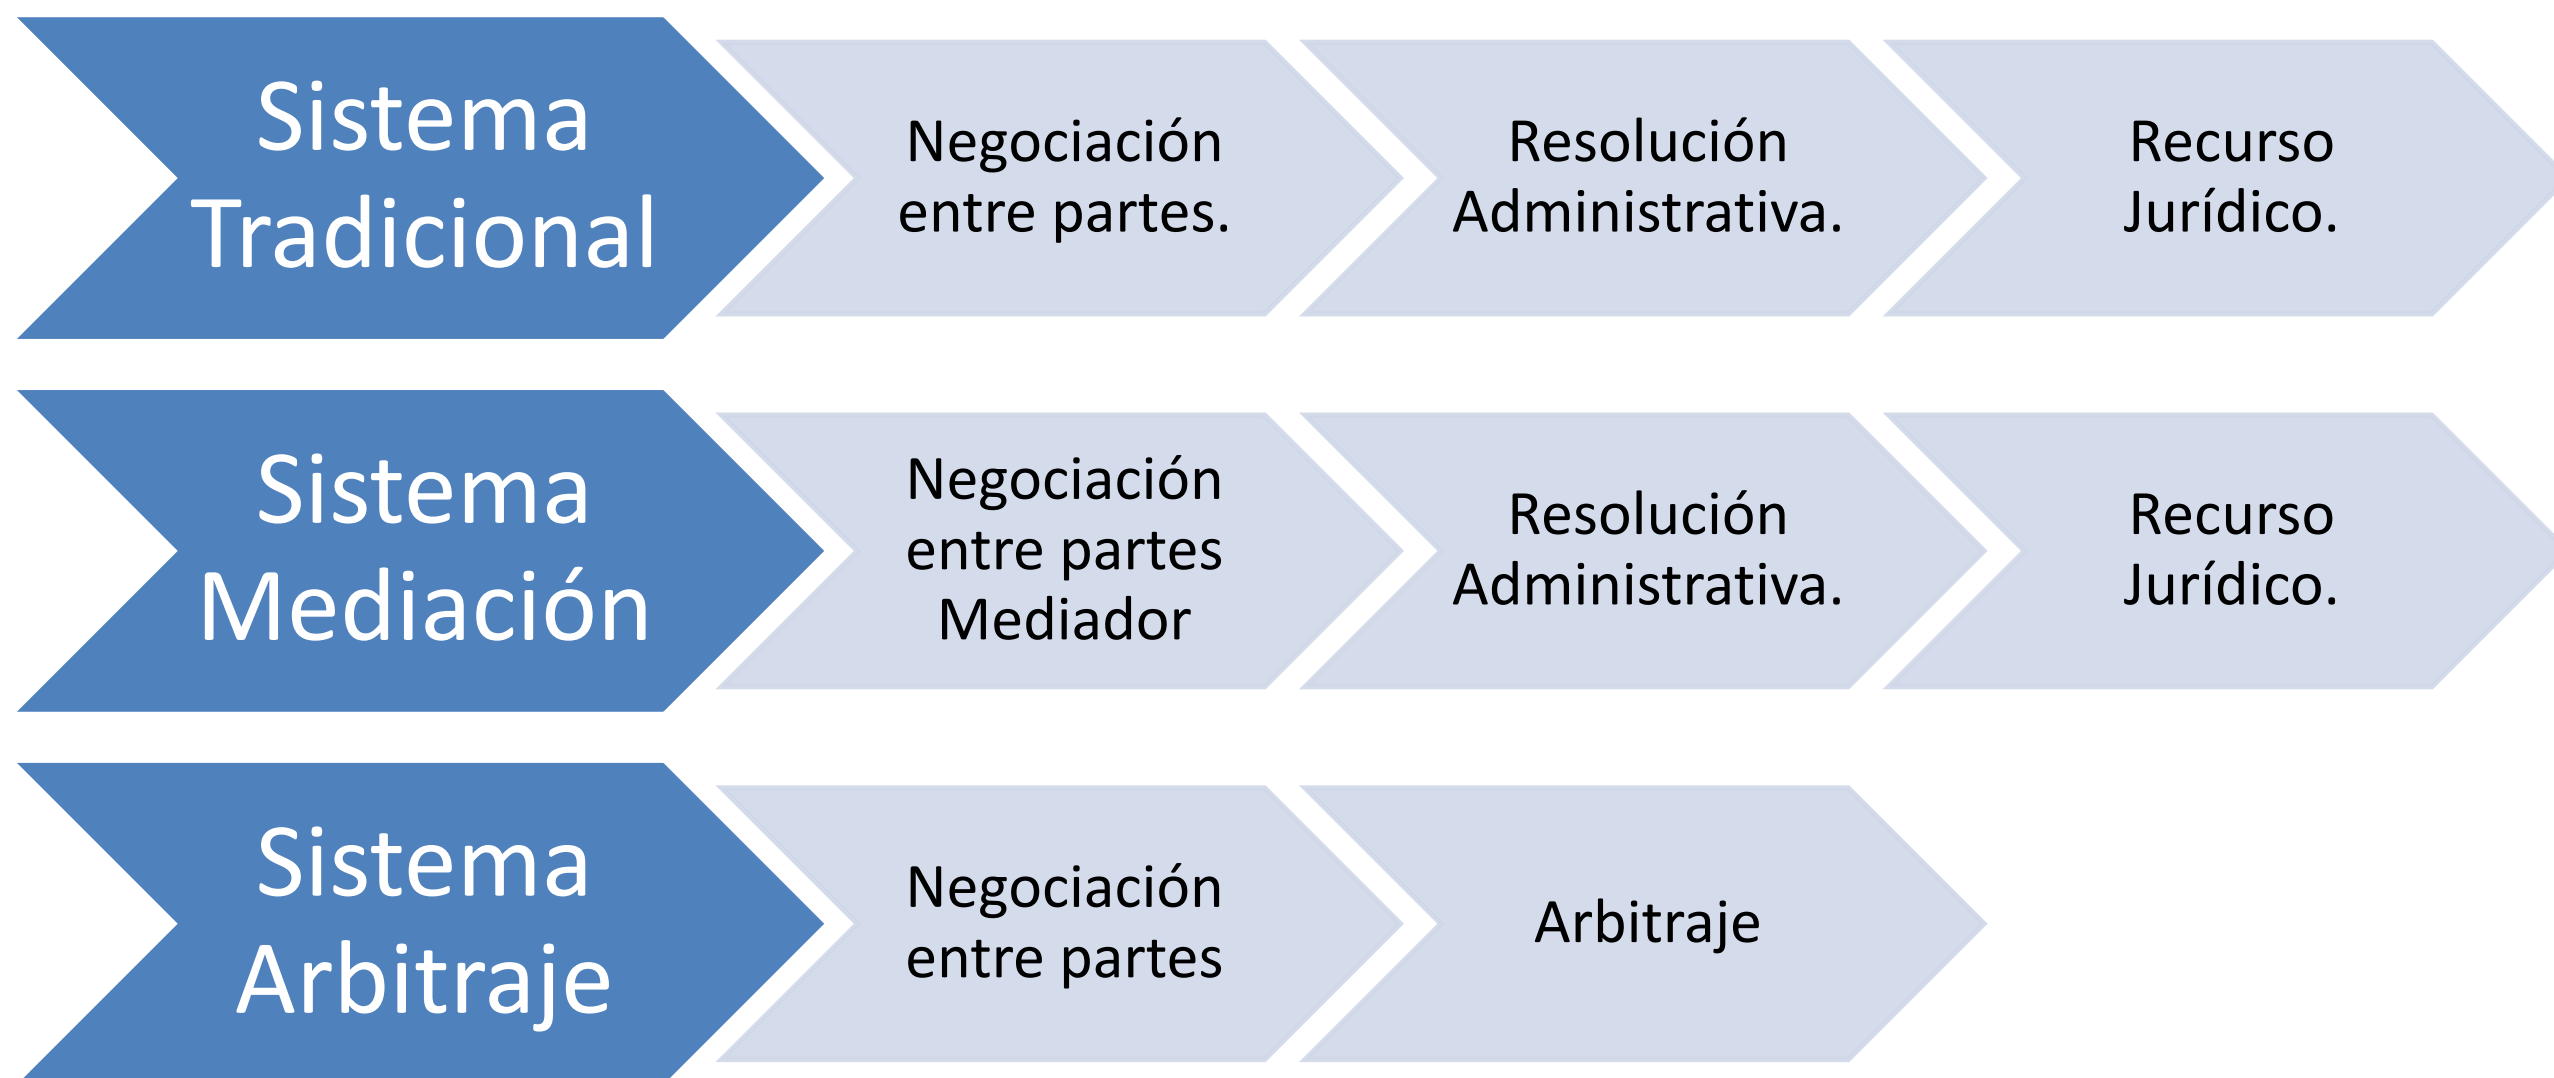 Sistema
Tradicional
Negociación
entre partes.
Resolución
Administrativa.
Recurso
Jurídico.
Sistema
Mediación
Negociación
entre partes
Mediador
Resolución
Administrativa.
Recurso
Jurídico.
Sistema
Arbitraje
Negociación
entre partes
Arbitraje